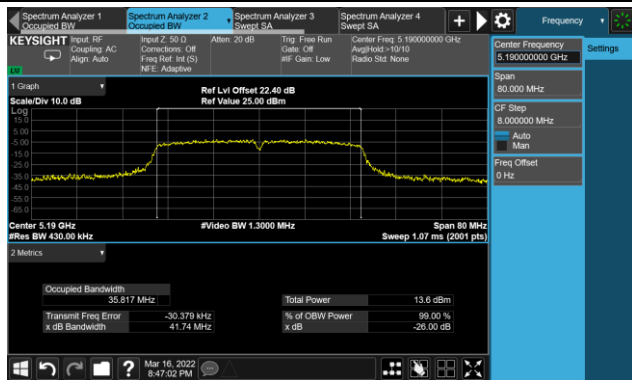 Spectrum Analyzer 1
Occupied BW
Spectrum Analyzer 2
Occupied BW
Spectrum Analyzer 3
Swept SA
Spectrum Analyzer 4
Swept SA
Frequency
KEYSIGHT
Input: RF
Coupling: AC
Align: Auto
Input Z: 50 Ω
Corrections: Off
Freq Ref: Int (S)
NFE: Adaptive
Atten: 20 dB
Trig: Free Run
Gate: Off
#IF Gain: Low
Center Freq: 5.190000000 GHz
Avg|Hold:>10/10
Radio Std: None
Center Frequency
5.190000000 GHz
Settings
Span
80.000 MHz
CF Step
8.000000 MHz
Auto
Man
Freq Offset
0 Hz
1 Graph
Scale/Div 10.0 dB
Ref Lvl Offset 22.40 dB
Ref Value 25.00 dBm
Log
15.0
5.00
-5.00
-15.0
-25.0
-35.0
-45.0
-55.0
-65.0
Center 5.19 GHz
#Res BW 430.00 kHz
#Video BW 1.3000 MHz
Span 80 MHz
Sweep 1.07 ms (2001 pts)
2 Metrics
Occupied Bandwidth
35.817 MHz
Total Power 13.6 dBm
Transmit Freq Error -30.379 kHz
% of OBW Power 99.00 %
x dB Bandwidth 41.74 MHz
x dB -26.00 dB
Mar 16, 2022
8:47:02 PM